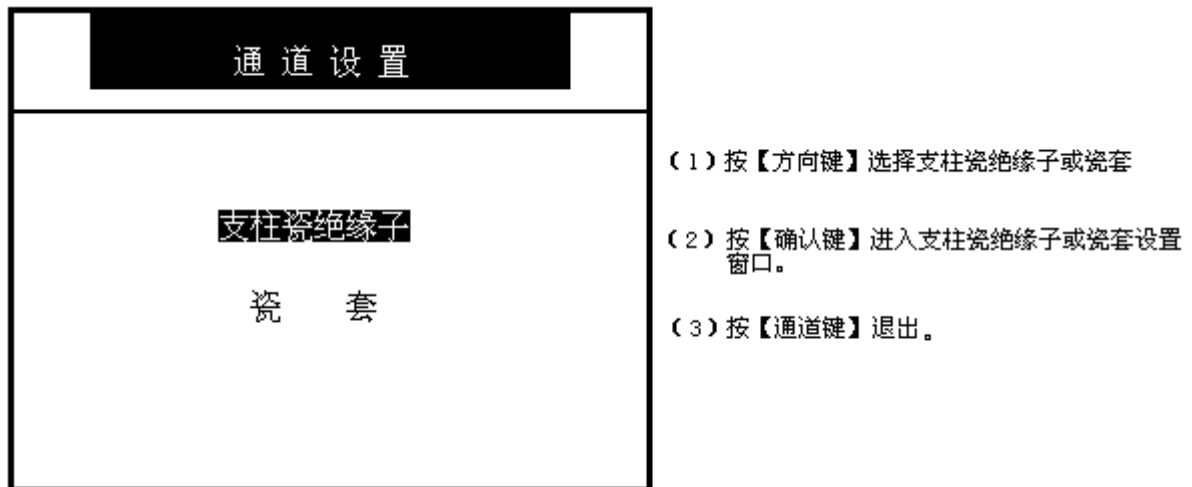 通道设置
支柱瓷绝缘子
瓷 套
(1)按【方向键】选择支柱瓷绝缘子或瓷套
(2)按【确认键】进入支柱瓷绝缘子或瓷套设置
窗口。
(3)按【通道键】退出。